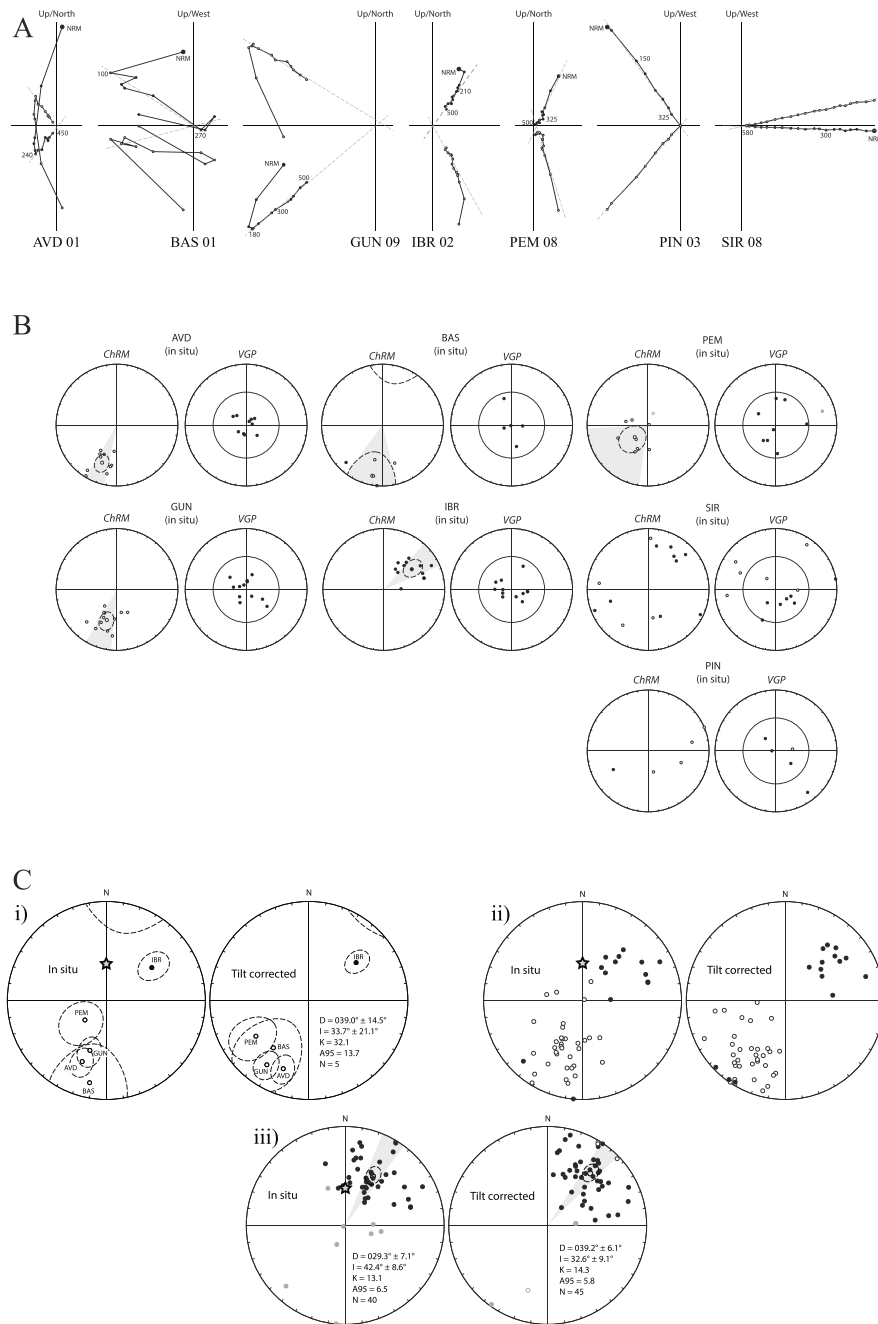 A
Up/North
Up/West
Up/North
Up/North
Up/North
Up/West
Up/West
NRM
450
240
100
NRM
270
NRM
500
300
180
NRM
210
500
NRM
325
500
NRM
150
325
580
300
NRM
AVD 01
BAS 01
GUN 09
IBR 02
PEM 08
PIN 03
SIR 08
B
AVD
(in situ)
ChRM
VGP
BAS
(in situ)
ChRM
VGP
PEM
(in situ)
ChRM
VGP
GUN
(in situ)
ChRM
VGP
IBR
(in situ)
ChRM
VGP
SIR
(in situ)
ChRM
VGP
PIN
(in situ)
ChRM
VGP
C
i)
N
In situ
IBR
PEM
GUN
AVD
BAS
N
Tilt corrected
IBR
PEM
BAS
GUN
AVD
D = 039.0° ± 14.5°
I = 33.7° ± 21.1°
K = 32.1
A95 = 13.7
N = 5
ii)
N
In situ
N
Tilt corrected
iii)
N
In situ
D = 029.3° ± 7.1°
I = 42.4° ± 8.6°
K = 13.1
A95 = 6.5
N = 40
N
Tilt corrected
D = 039.2° ± 6.1°
I = 32.6° ± 9.1°
K = 14.3
A95 = 5.8
N = 45